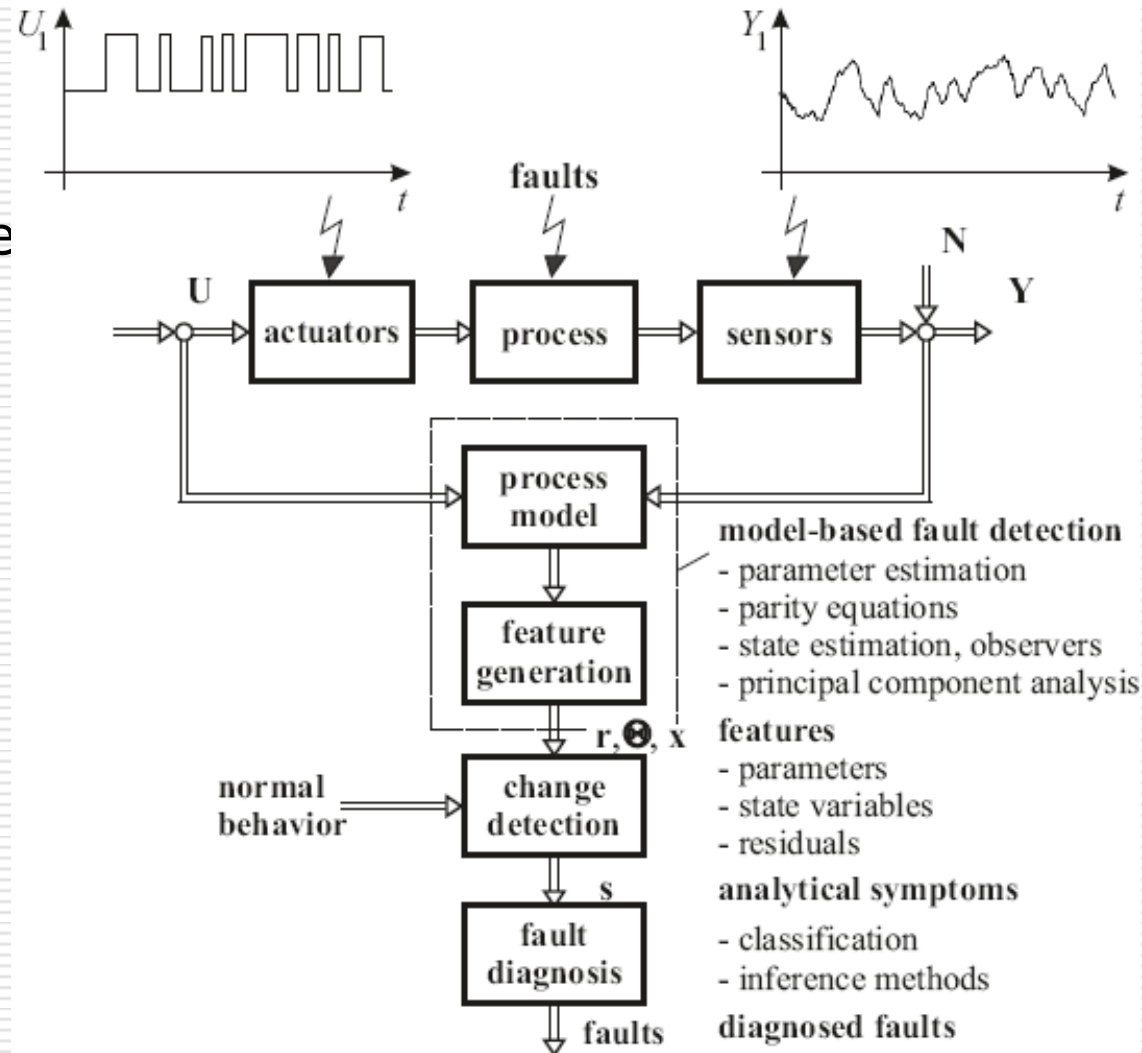 U1
Y1
t
t
faults
e
U
N
Y
actuators
process
sensors
process
model
feature
generation
r, Θ, x
normal
behavior
change
detection
s
fault
diagnosis
faults
model-based fault detection
- parameter estimation
- parity equations
- state estimation, observers
- principal component analysis
features
- parameters
- state variables
- residuals
analytical symptoms
- classification
- inference methods
diagnosed faults